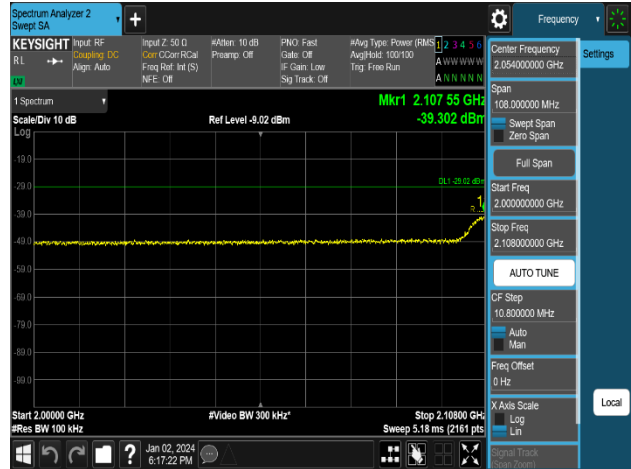 Spectrum Analyzer 2
Swept SA
Frequency
KEYSIGHT
Input: RF
Input Z: 50 Ω
#Atten: 10 dB
PNO: Fast
#Avg Type: Power (RMS
1 2 3 4 5 6
R L
Coupling: DC
Corr CCorr RCal
Preamp: Off
Gate: Off
Avg|Hold: 100/100
A W W W W W
Align: Auto
Freq Ref: Int (S)
IF Gain: Low
Trig: Free Run
NFE: Off
Sig Track: Off
A N N N N N
LXI
1 Spectrum
Mkr1 2.107 55 GHz
Scale/Div 10 dB
Ref Level -9.02 dBm
-39.302 dBm
Log
-19.0
DL1 -29.02 dBm
-29.0
1
R
-39.0
-49.0
-59.0
-69.0
-79.0
-89.0
-99.0
Start 2.00000 GHz
#Video BW 300 kHz*
Stop 2.10800 GHz
#Res BW 100 kHz
Sweep 5.18 ms (2161 pts
?
Jan 02, 2024
6:17:22 PM
Center Frequency
2.054000000 GHz
Settings
Span
108.000000 MHz
Swept Span
Zero Span
Full Span
Start Freq
2.000000000 GHz
Stop Freq
2.108000000 GHz
AUTO TUNE
CF Step
10.800000 MHz
Auto
Man
Freq Offset
0 Hz
X Axis Scale
Log
Lin
Local
Signal Track
(Span Zoom)